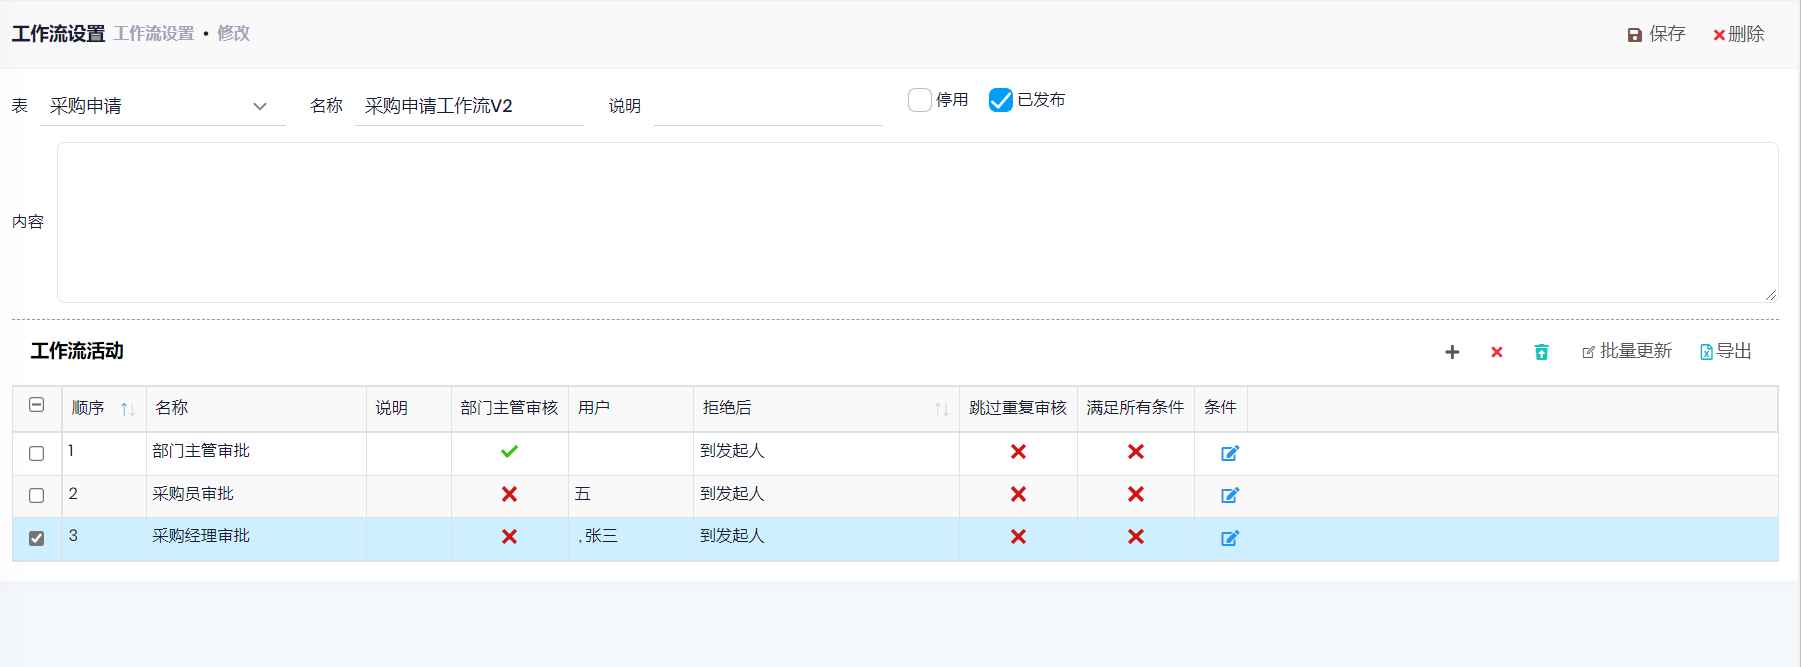 工作流设置 工作流设置 • 修改 保存 删除
表 采购申请 名称 采购申请工作流V2 说明 停用 已发布
内容
工作流活动 批量更新 导出
顺序 名称 说明 部门主管审核 用户 拒绝后 跳过重复审核 满足所有条件 条件
1 部门主管审批 到发起人
2 采购员审批 五 到发起人
3 采购经理审批 ,张三 到发起人